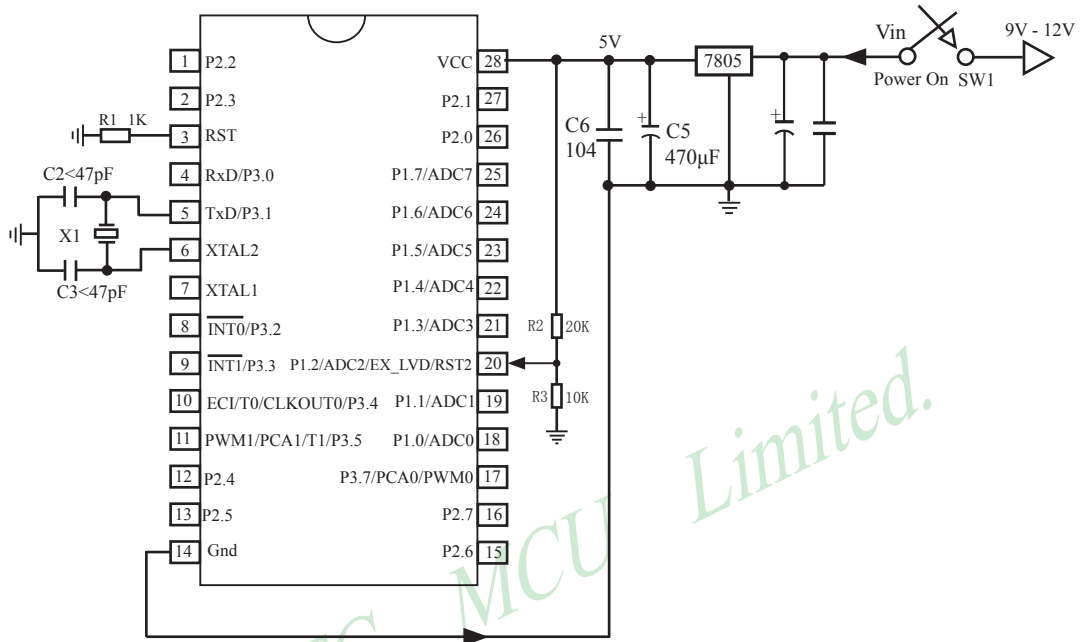 Vin
9V - 12V
Power On SW1
5V
7805
C6
104
+
C5
470µF
+
R1 1K
C2<47pF
X1
C3<47pF
1 P2.2
2 P2.3
3 RST
4 RxD/P3.0
5 TxD/P3.1
6 XTAL2
7 XTAL1
8 INT0/P3.2
9 INT1/P3.3
10 ECI/T0/CLKOUT0/P3.4
11 PWM1/PCA1/T1/P3.5
12 P2.4
13 P2.5
14 Gnd
VCC 28
P2.1 27
P2.0 26
P1.7/ADC7 25
P1.6/ADC6 24
P1.5/ADC5 23
P1.4/ADC4 22
P1.3/ADC3 21
P1.2/ADC2/EX_LVD/RST2 20
P1.1/ADC1 19
P1.0/ADC0 18
P3.7/PCA0/PWM0 17
P2.7 16
P2.6 15
R2 20K
R3 10K
MCU Limited.